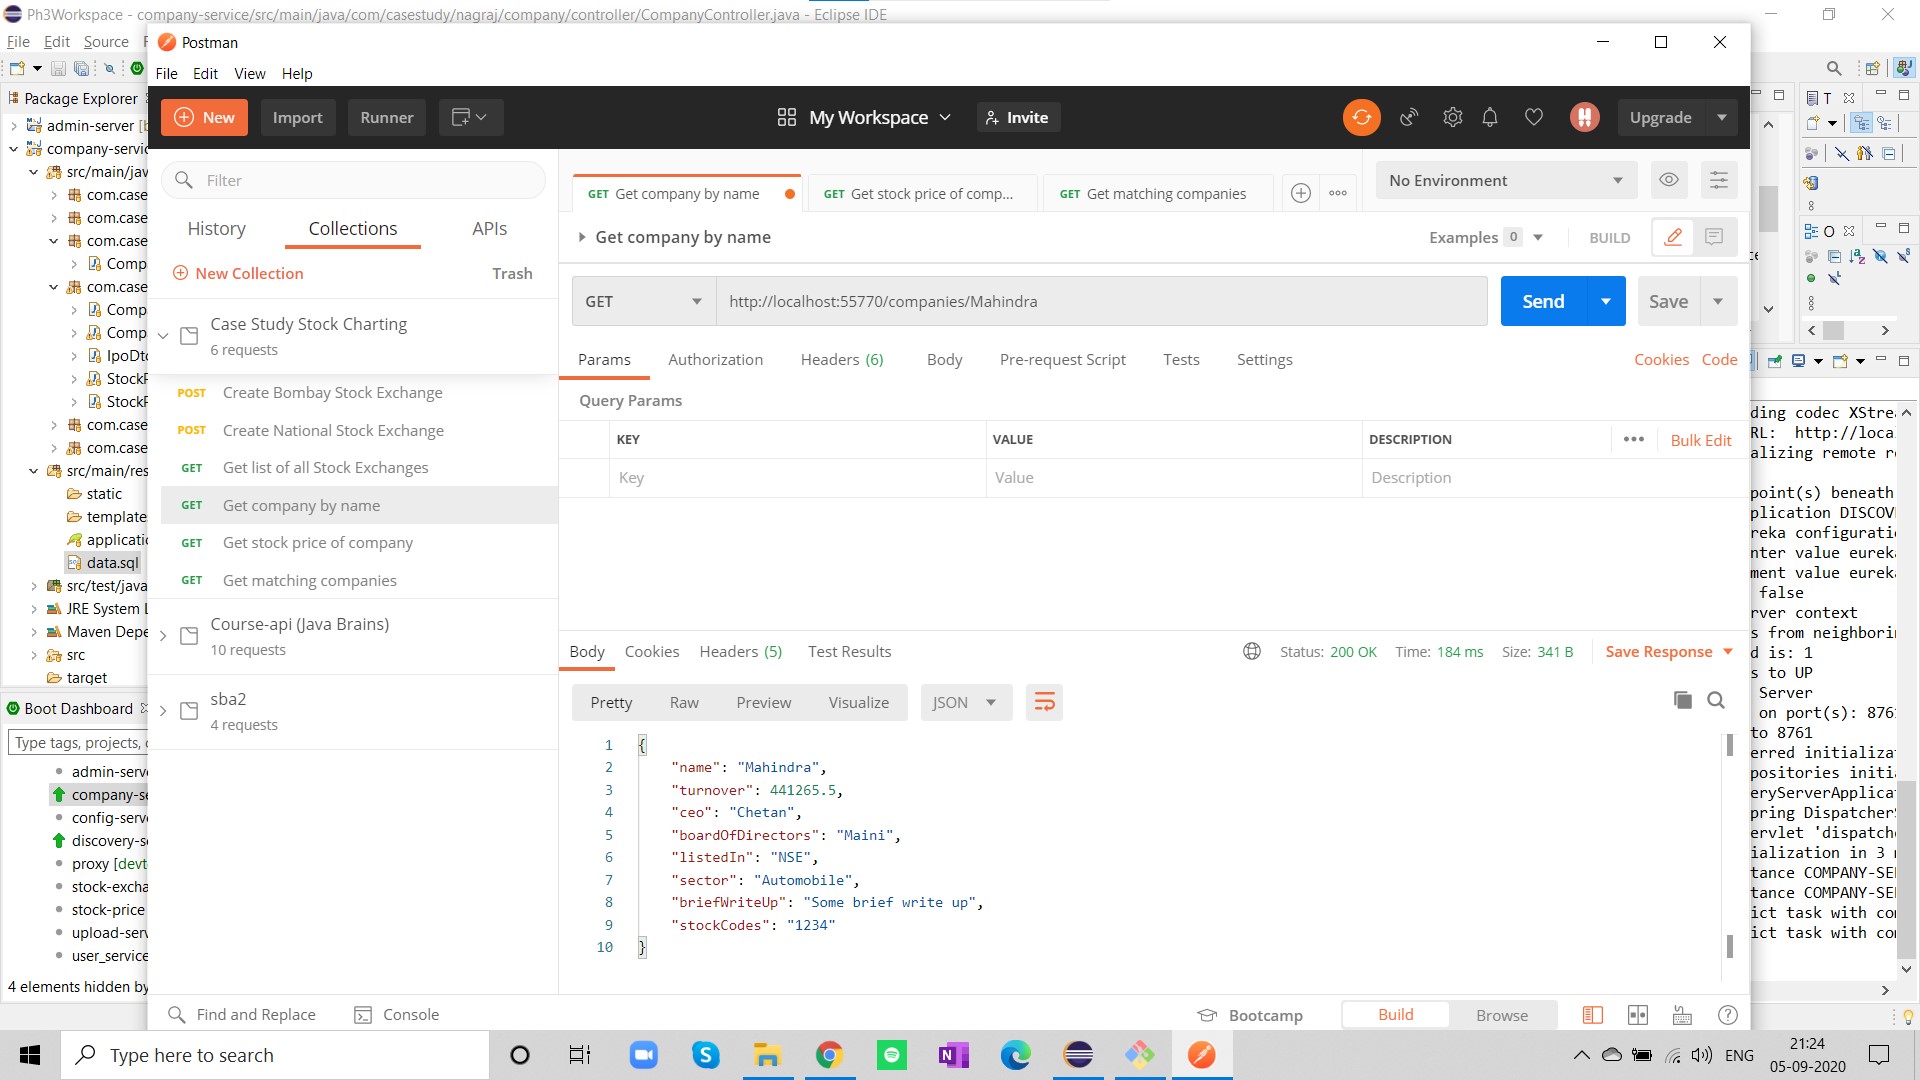 Ph3Workspace - company-service/src/main/java/com/casestudy/nagraj/company/controller/CompanyController.java - Eclipse IDE
File Edit Source
Postman
File Edit View Help
New Import Runner My Workspace Invite Upgrade
Package Explorer
admin-server
company-servic
src/main/jav
com.case
com.case
com.case
Comp
com.case
Comp
Comp
IpoDto
StockP
StockP
com.case
com.case
src/main/res
static
template
applicatio
data.sql
src/test/java
JRE System L
Maven Depe
src
target
Boot Dashboard
Type tags, projects,
admin-serv
company-se
config-serv
discovery-s
proxy [devt
stock-excha
stock-price
upload-serv
user_service
4 elements hidden by
Filter
History Collections APIs
New Collection Trash
Case Study Stock Charting
6 requests
POST Create Bombay Stock Exchange
POST Create National Stock Exchange
GET Get list of all Stock Exchanges
GET Get company by name
GET Get stock price of company
GET Get matching companies
Course-api (Java Brains)
10 requests
sba2
4 requests
GET Get company by name GET Get stock price of comp... GET Get matching companies
No Environment
Get company by name
Examples 0 BUILD
GET http://localhost:55770/companies/Mahindra Send Save
Params Authorization Headers (6) Body Pre-request Script Tests Settings Cookies Code
Query Params
KEY VALUE DESCRIPTION Bulk Edit
Key Value Description
Body Cookies Headers (5) Test Results Status: 200 OK Time: 184 ms Size: 341 B Save Response
Pretty Raw Preview Visualize JSON
1 {
2 "name": "Mahindra",
3 "turnover": 441265.5,
4 "ceo": "Chetan",
5 "boardOfDirectors": "Maini",
6 "listedIn": "NSE",
7 "sector": "Automobile",
8 "briefWriteUp": "Some brief write up",
9 "stockCodes": "1234"
10 }
Find and Replace Console Bootcamp Build Browse
T
O
ding codec XStrea
RL: http://loca
alizing remote r
point(s) beneath
plication DISCOV
reka configurati
nter value eureka
ment value eureka
false
rver context
s from neighborin
d is: 1
s to UP
Server
on port(s): 8761
to 8761
erred initializat
positories initia
eryServerApplicat
pring DispatcherS
ervlet 'dispatche
ialization in 3 m
tance COMPANY-SE
tance COMPANY-SE
ict task with con
ict task with con
Type here to search
ENG
21:24
05-09-2020